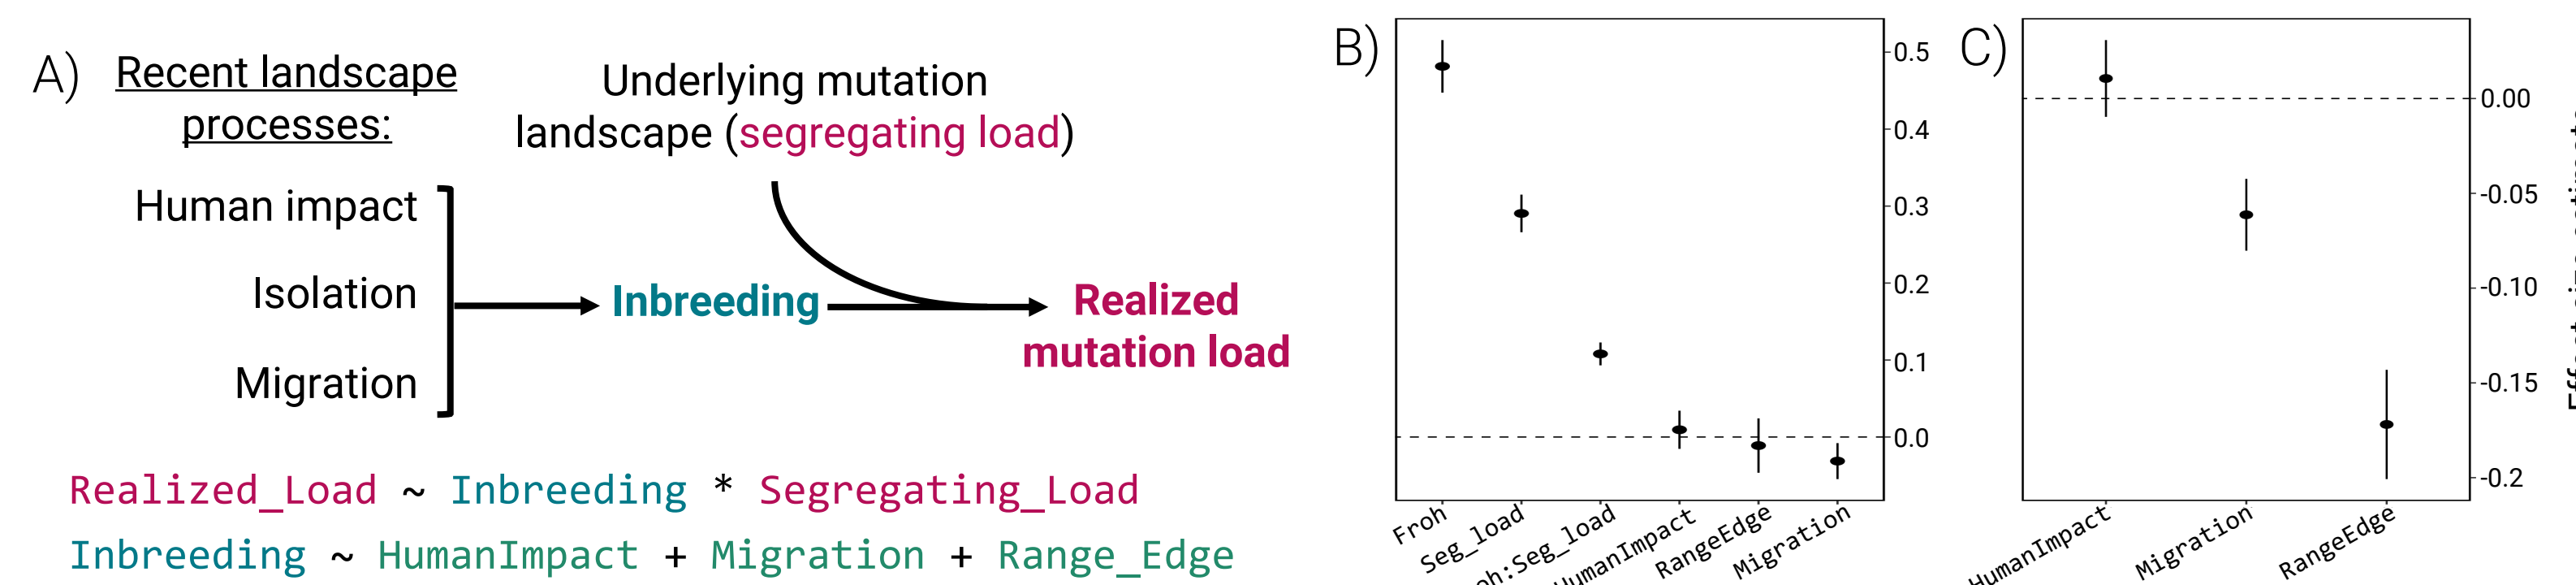 A)
Recent landscape
processes:
Human impact
Isolation
Migration
Underlying mutation
landscape (segregating load)
Inbreeding
Realized
mutation load
Realized_Load ~ Inbreeding * Segregating_Load
Inbreeding ~ HumanImpact + Migration + Range_Edge
B)
0.5
0.4
0.3
0.2
0.1
0.0
Froh
Seg_load
oh:Seg_load
HumanImpact
RangeEdge
Migration
C)
0.00
-0.05
-0.10
-0.15
-0.2
HumanImpact
Migration
RangeEdge